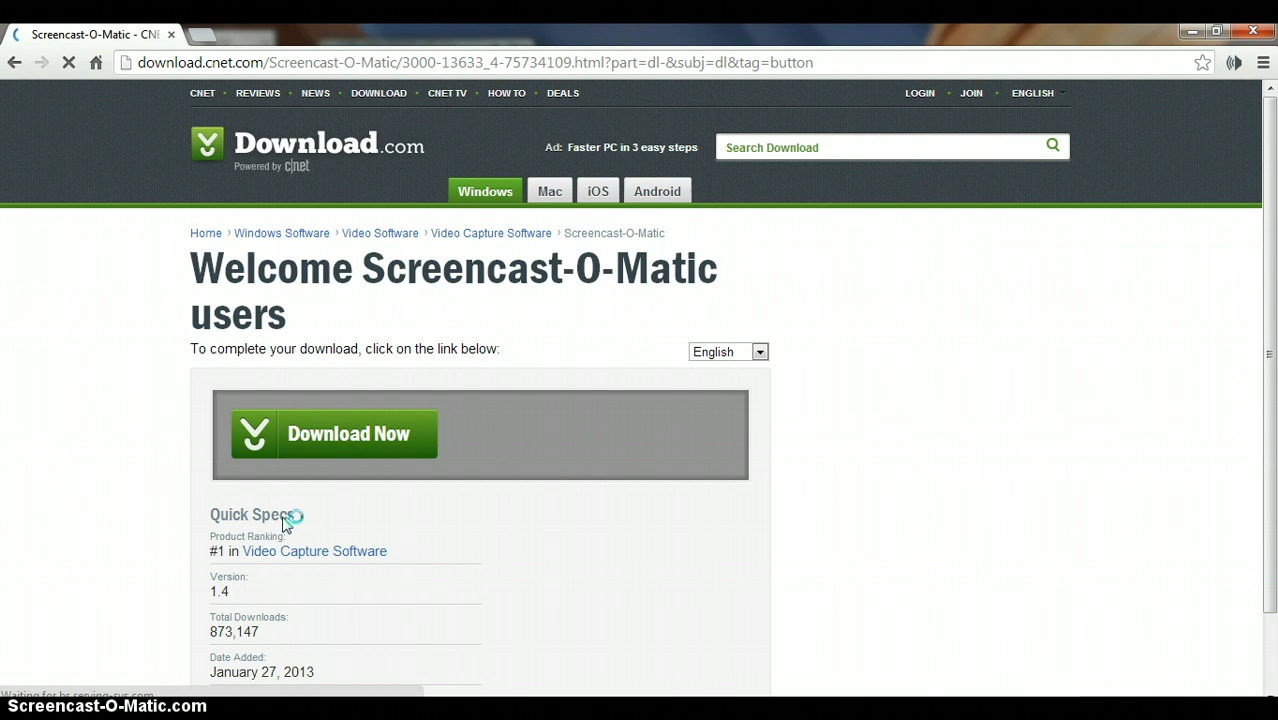 Screencast-O-Matic - CNE
download.cnet.com/Screencast-O-Matic/3000-13633_4-75734109.html?part=dl-&subj=dl&tag=button
CNET REVIEWS NEWS DOWNLOAD CNET TV HOW TO DEALS LOGIN JOIN ENGLISH
Download.com
Powered by c|net
Ad: Faster PC in 3 easy steps
Search Download
Windows Mac iOS Android
Home › Windows Software › Video Software › Video Capture Software › Screencast-O-Matic
Welcome Screencast-O-Matic
users
To complete your download, click on the link below:
English
Download Now
Quick Specs
Product Ranking:
#1 in Video Capture Software
Version:
1.4
Total Downloads:
873,147
Date Added:
January 27, 2013
Screencast-O-Matic.com